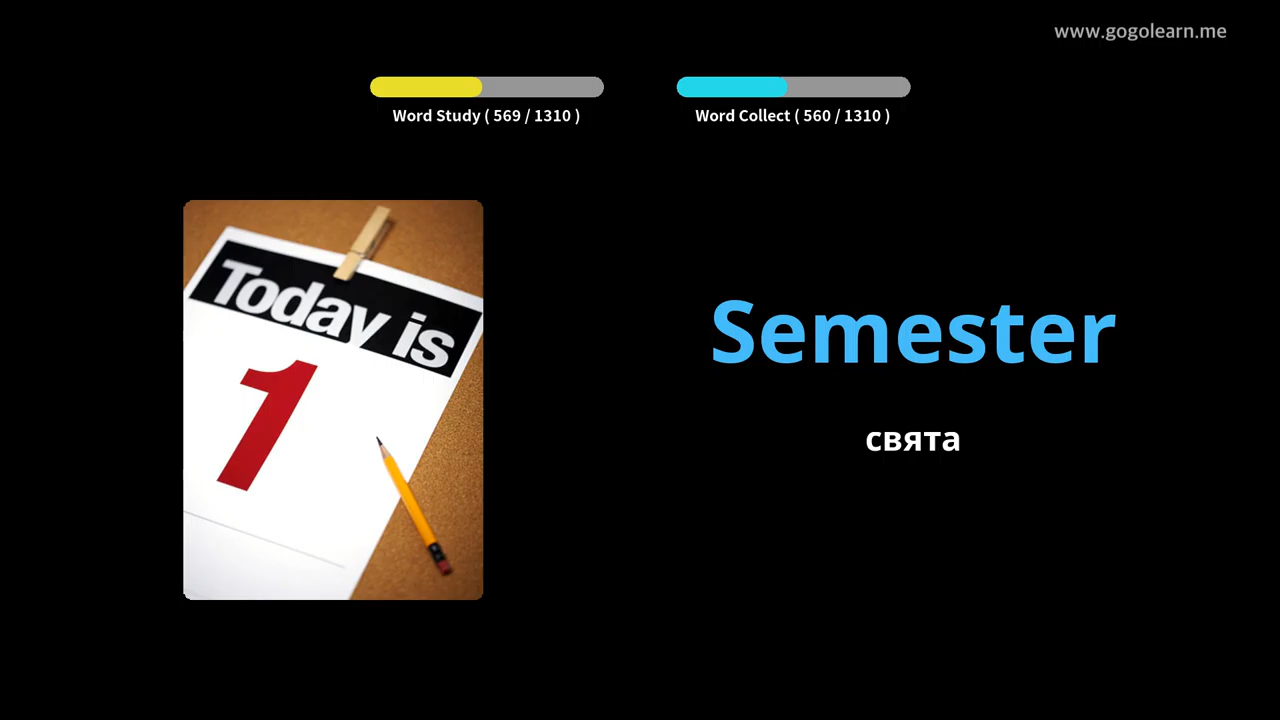 www.gogolearn.me
Word Study ( 569 / 1310 )
Word Collect ( 560 / 1310 )
Today is
1
Semester
свята